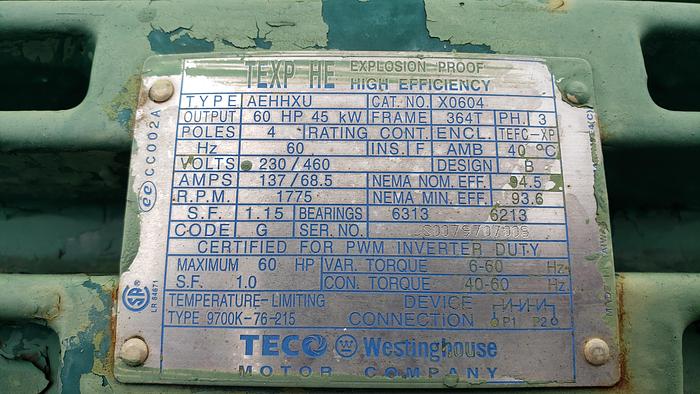 TEXP HE EXPLOSION PROOF HIGH EFFICIENCY
TYPE AEHHXU CAT. NO. X0604
OUTPUT 60 HP 45 kW FRAME 364T PH. 3
POLES 4 RATING CONT. ENCL. TEFC-XP
Hz 60 INS. F AMB 40 °C
VOLTS 230/460 DESIGN B
AMPS 137/68.5 NEMA NOM. EFF. 94.5
R.P.M. 1775 NEMA MIN. EFF. 93.6
S.F. 1.15 BEARINGS 6313 6213
CODE G SER. NO.
CERTIFIED FOR PWM INVERTER DUTY
MAXIMUM 60 HP VAR. TORQUE 6-60 Hz
S.F. 1.0 CON. TORQUE 40-60 Hz
TEMPERATURE-LIMITING DEVICE
TYPE 9700K-76-215 CONNECTION P1 P2
TECO W Westinghouse
MOTOR COMPANY
ee CC002A
SP LR 84671